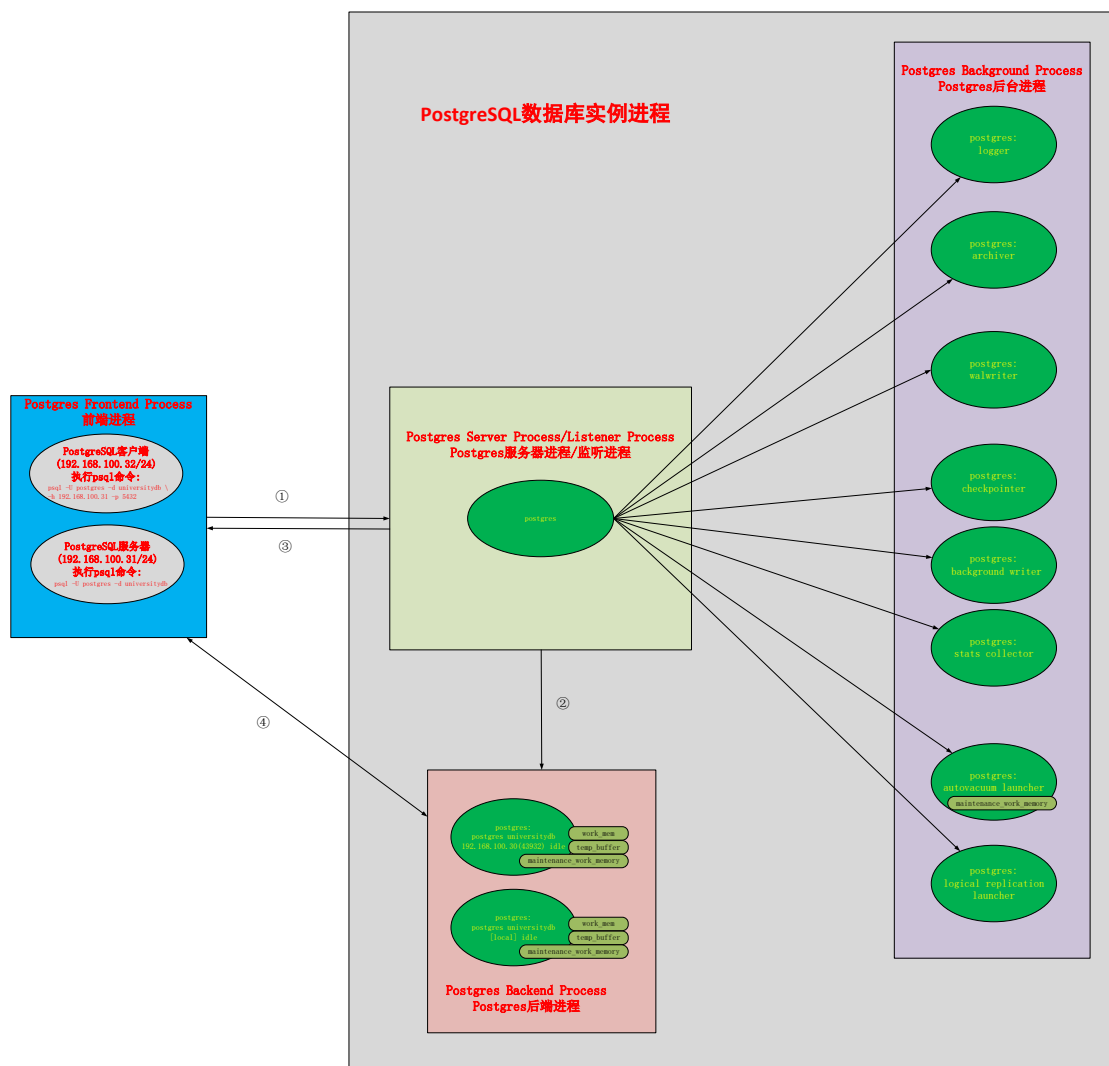 PostgreSQL数据库实例进程
Postgres Background Process
Postgres后台进程
postgres:
logger
postgres:
archiver
postgres:
walwriter
postgres:
checkpointer
postgres:
background writer
postgres:
stats collector
postgres:
autovacuum launcher
maintenance_work_memory
postgres:
logical replication
launcher
Postgres Frontend Process
前端进程
PostgreSQL客户端
(192.168.100.32/24)
执行psql命令:
psql -U postgres -d universitydb \
-h 192.168.100.31 -p 5432
PostgreSQL服务器
(192.168.100.31/24)
执行psql命令:
psql -U postgres -d universitydb
①
③
④
②
Postgres Server Process/Listener Process
Postgres服务器进程/监听进程
postgres
postgres:
postgres universitydb
192.168.100.30(43932) idle
work_mem
temp_buffer
maintenance_work_memory
postgres:
postgres universitydb
[local] idle
work_mem
temp_buffer
maintenance_work_memory
Postgres Backend Process
Postgres后端进程